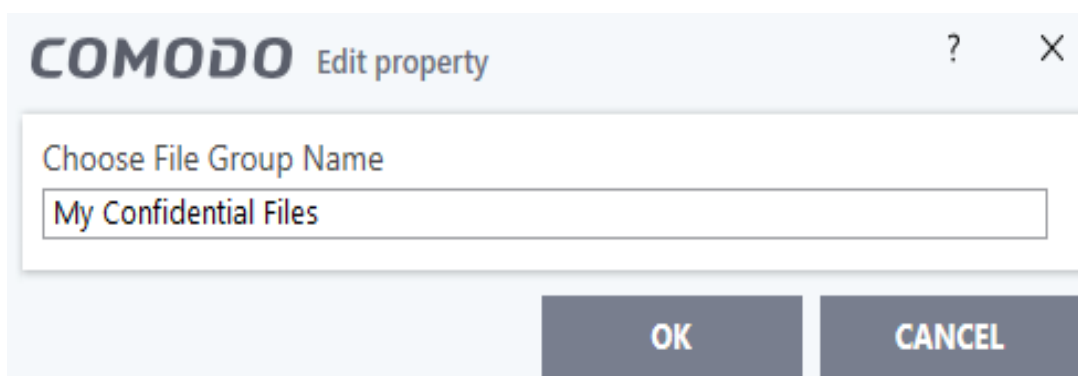 COMODO Edit property ? X
Choose File Group Name
My Confidential Files
OK CANCEL